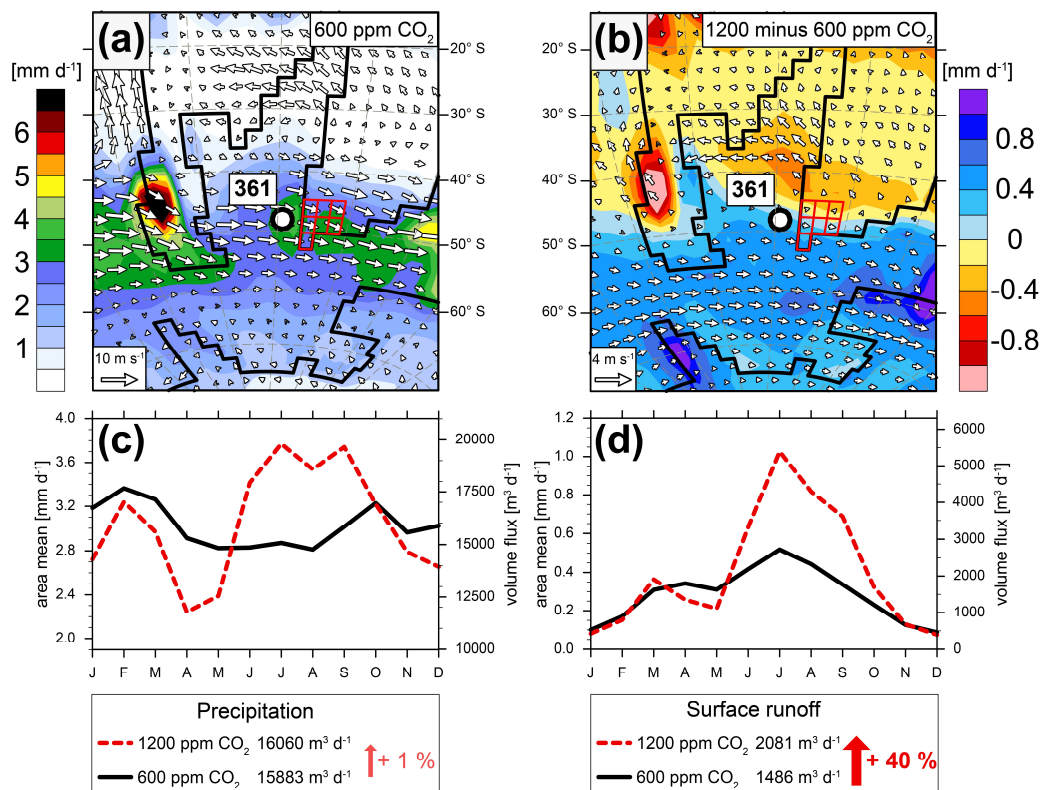 (a)
600 ppm CO₂
(b)
1200 minus 600 ppm CO₂
[mm d⁻¹]
6
5
4
3
2
1
20° S
30° S
40° S
50° S
60° S
361
10 m s⁻¹
20° S
30° S
40° S
50° S
60° S
361
4 m s⁻¹
[mm d⁻¹]
0.8
0.4
0
-0.4
-0.8
(c)
area mean [mm d⁻¹]
4.0
3.6
3.2
2.8
2.4
2.0
volume flux [m³ d⁻¹]
20000
17500
15000
12500
10000
J F M A M J J A S O N D
(d)
area mean [mm d⁻¹]
1.2
1.0
0.8
0.6
0.4
0.2
0.0
volume flux [m³ d⁻¹]
6000
5000
4000
3000
2000
1000
0
J F M A M J J A S O N D
Precipitation
1200 ppm CO₂ 16060 m³ d⁻¹
600 ppm CO₂ 15883 m³ d⁻¹
+ 1 %
Surface runoff
1200 ppm CO₂ 2081 m³ d⁻¹
600 ppm CO₂ 1486 m³ d⁻¹
+ 40 %